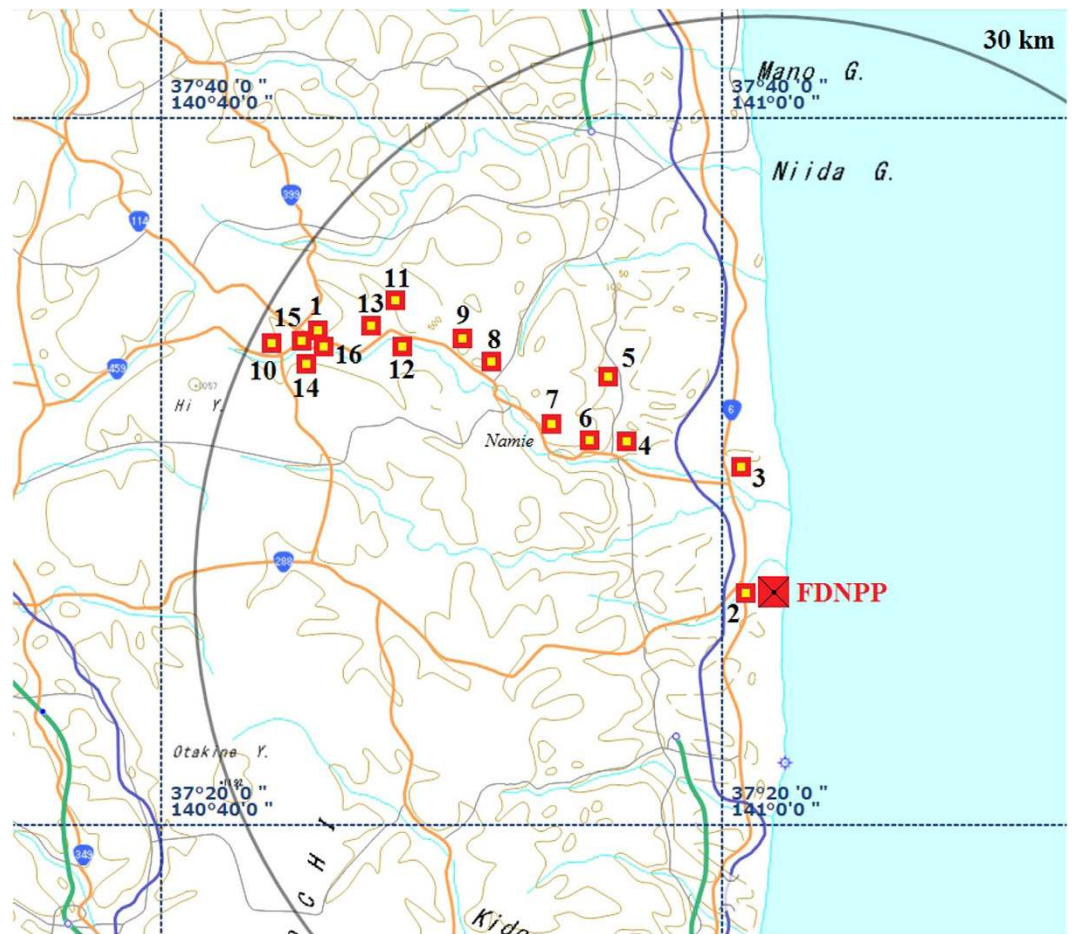 30 km
Mano G.
37°40 '0 "
140°40'0 "
37°40 '0 "
141°0'0 "
Niida G.
399
114
11
13
1
15
9
8
10
16
12
14
5
459
Hi Y.
7
6
6
Namie
4
3
288
2
FDNPP
Otakine Y.
37°20 '0 "
140°40'0 "
37°20 '0 "
141°0'0 "
349
G H I
Kido